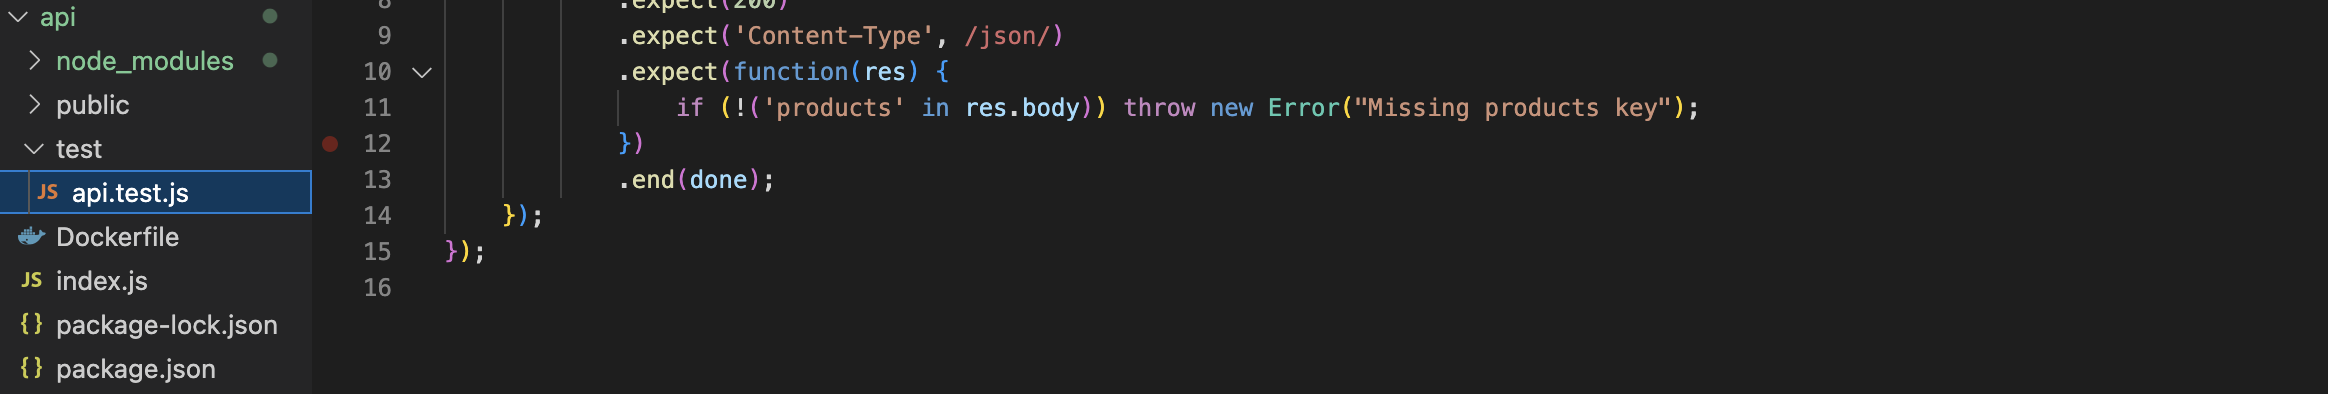 api
node_modules
public
test
JS api.test.js
Dockerfile
JS index.js
{} package-lock.json
{} package.json
8 .expect(200)
9 .expect('Content-Type', /json/)
10 .expect(function(res) {
11 if (!('products' in res.body)) throw new Error("Missing products key");
12 })
13 .end(done);
14 });
15 });
16